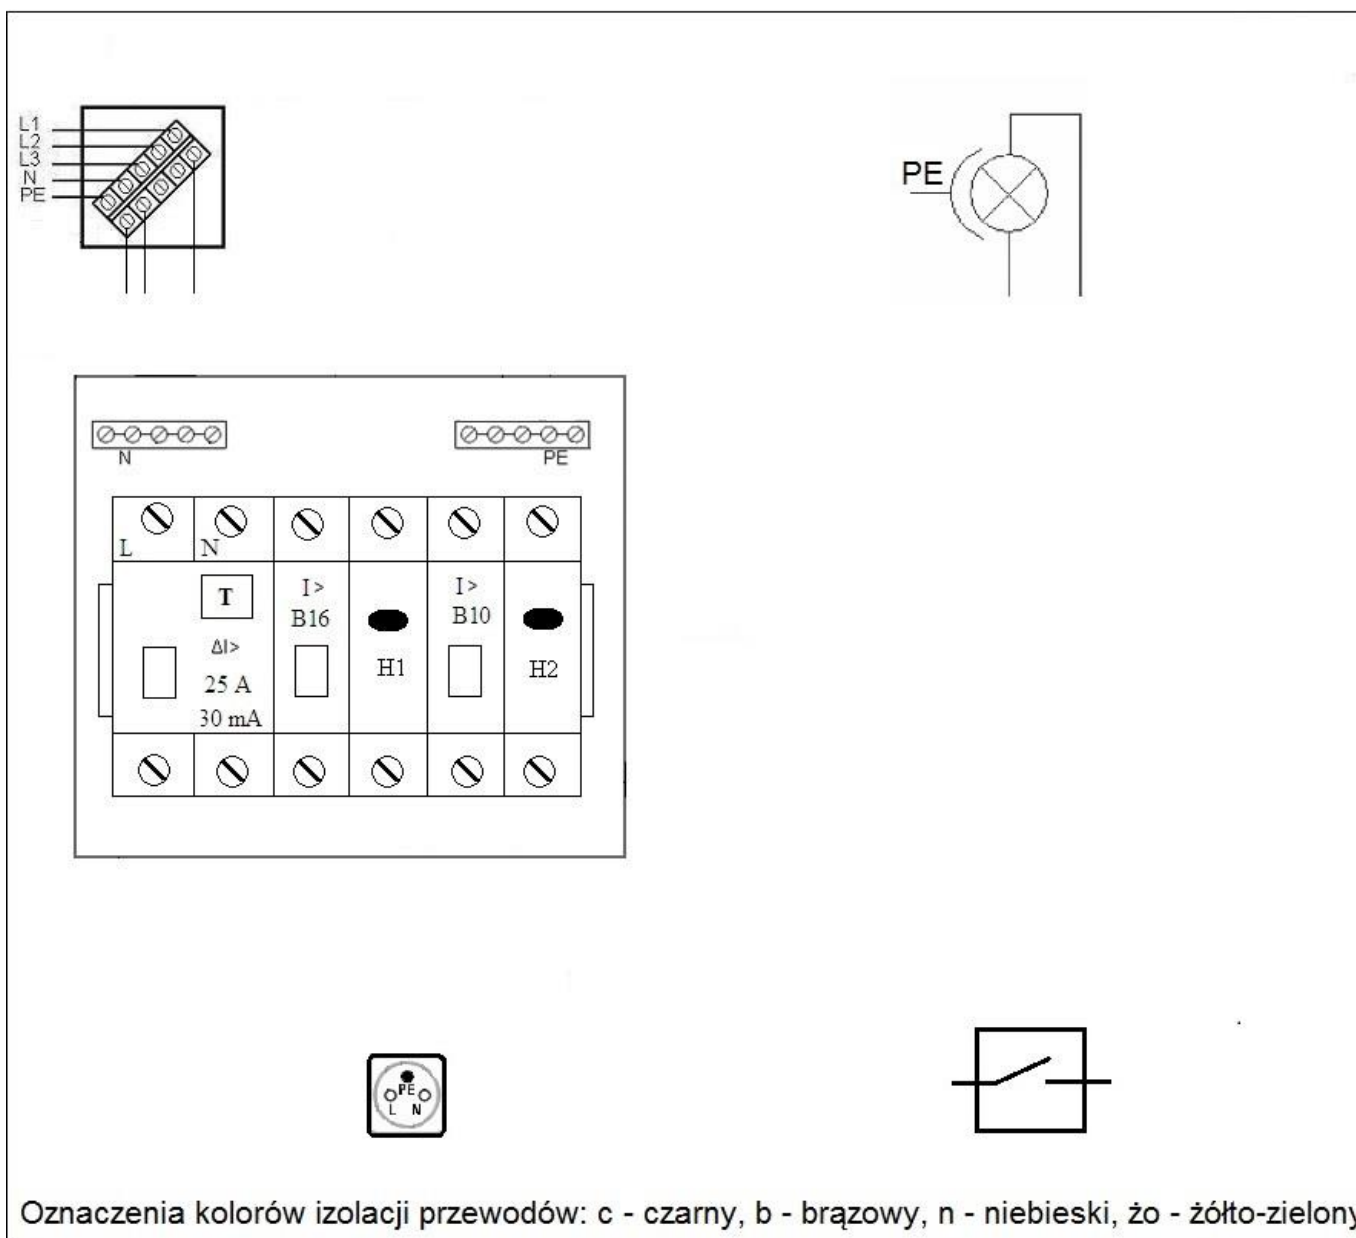 L1
L2
L3
N
PE
PE
N
PE
L
N
T
ΔI>
25 A
30 mA
I>
B16
H1
I>
B10
H2
PE
L N
Oznaczenia kolorów izolacji przewodów: c - czarny, b - brązowy, n - niebieski, żo - żółto-zielony